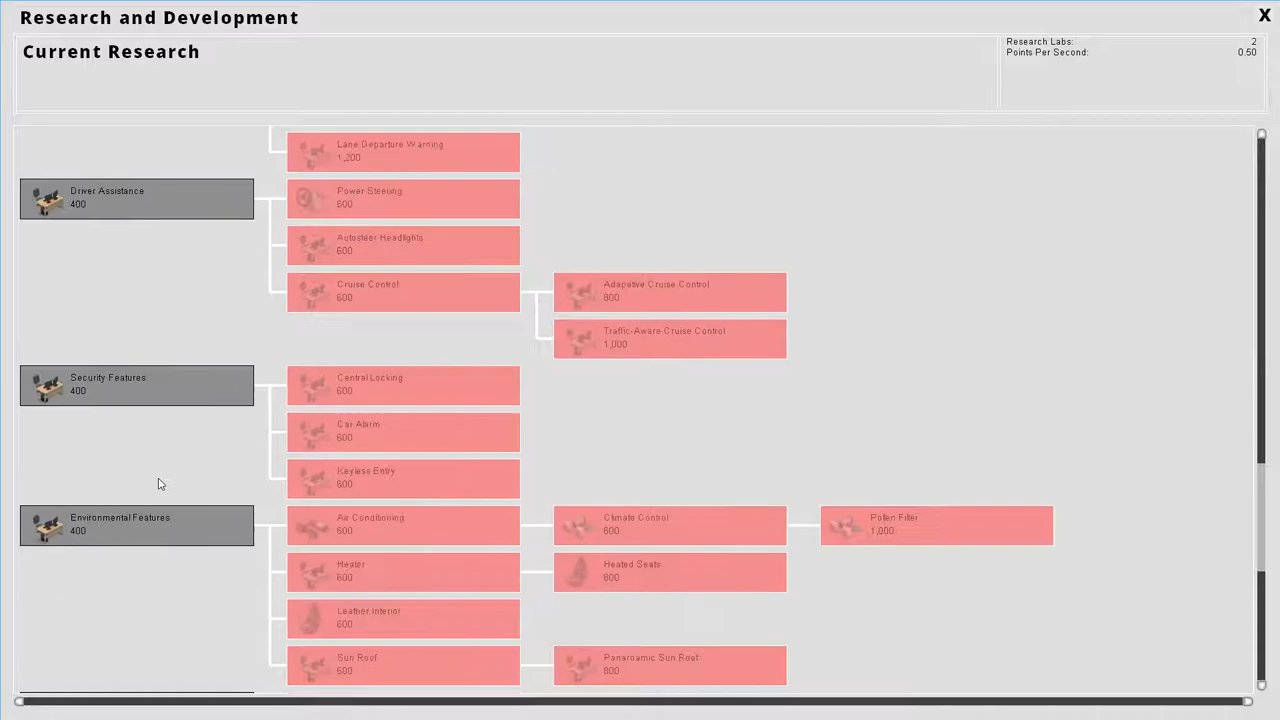 Research and Development
X
Current Research
Research Labs: 2
Points Per Second: 0.50
Lane Departure Warning
1,200
Driver Assistance
400
Power Steering
600
Autosteer Headlights
600
Cruise Control
600
Adaptive Cruise Control
800
Traffic-Aware Cruise Control
1,000
Security Features
400
Central Locking
600
Car Alarm
600
Keyless Entry
600
Environmental Features
400
Air Conditioning
600
Climate Control
600
Pollen Filter
1,000
Heater
600
Heated Seats
800
Leather Interior
600
Sun Roof
600
Panaroamic Sun Roof
800